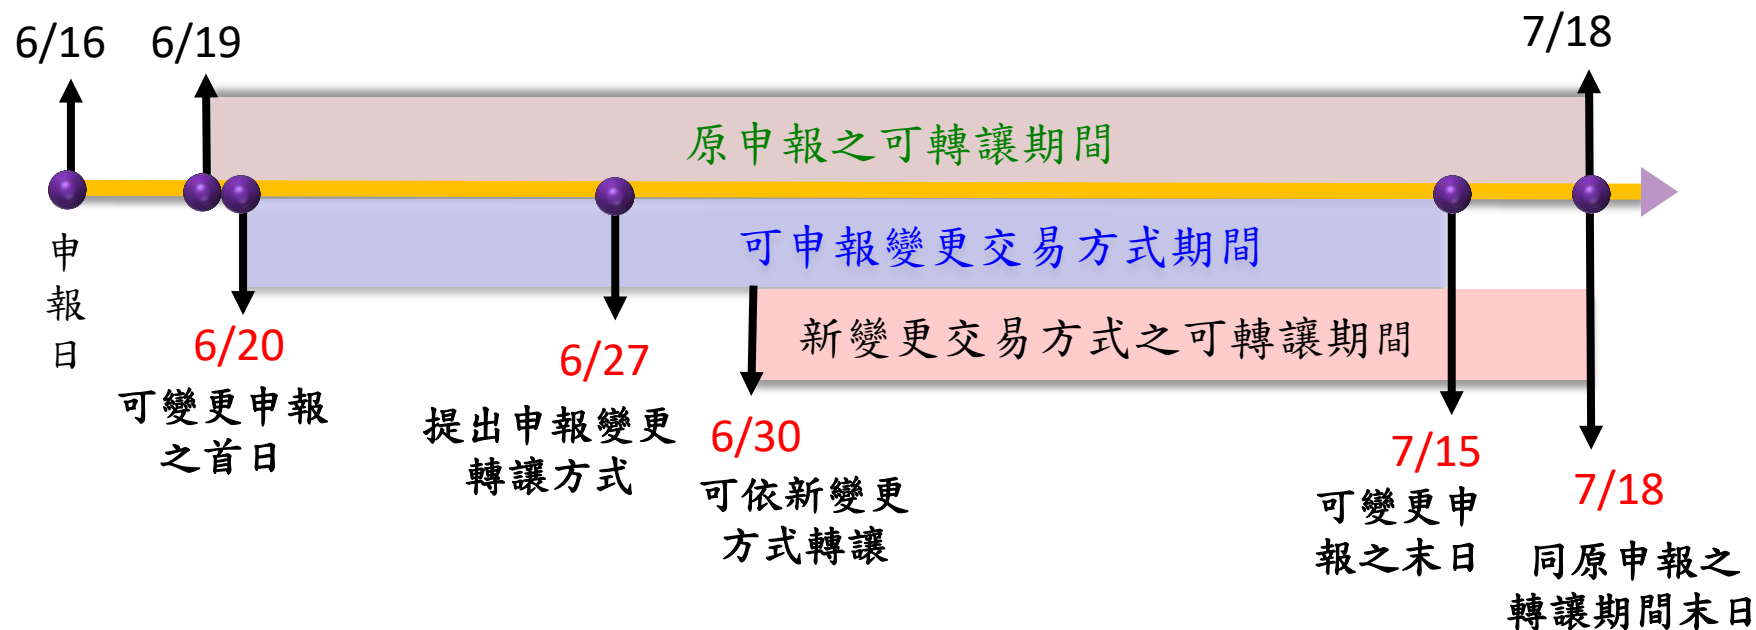 6/16
6/19
7/18
原申報之可轉讓期間
申
報
日
可申報變更交易方式期間
新變更交易方式之可轉讓期間
6/20
可變更申報
之首日
6/27
提出申報變更
轉讓方式
6/30
可依新變更
方式轉讓
7/15
可變更申
報之末日
7/18
同原申報之
轉讓期間末日